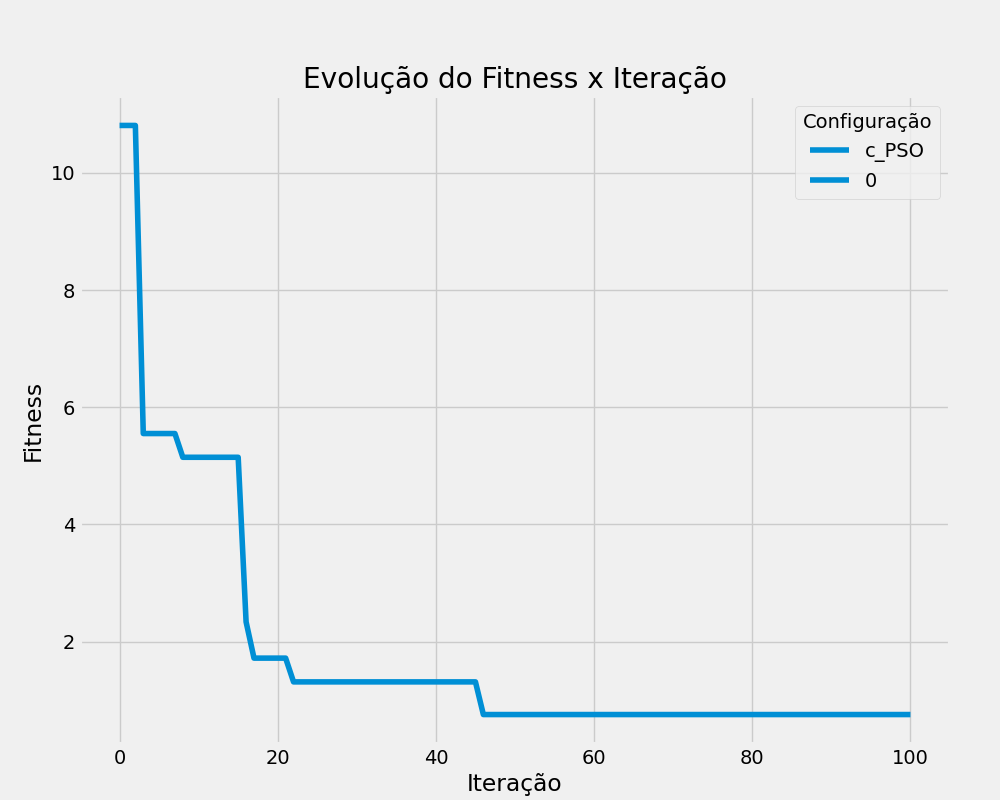 Evolução do Fitness x Iteração
Configuração
c_PSO
0
10
8
6
4
2
Fitness
0 20 40 60 80 100
Iteração